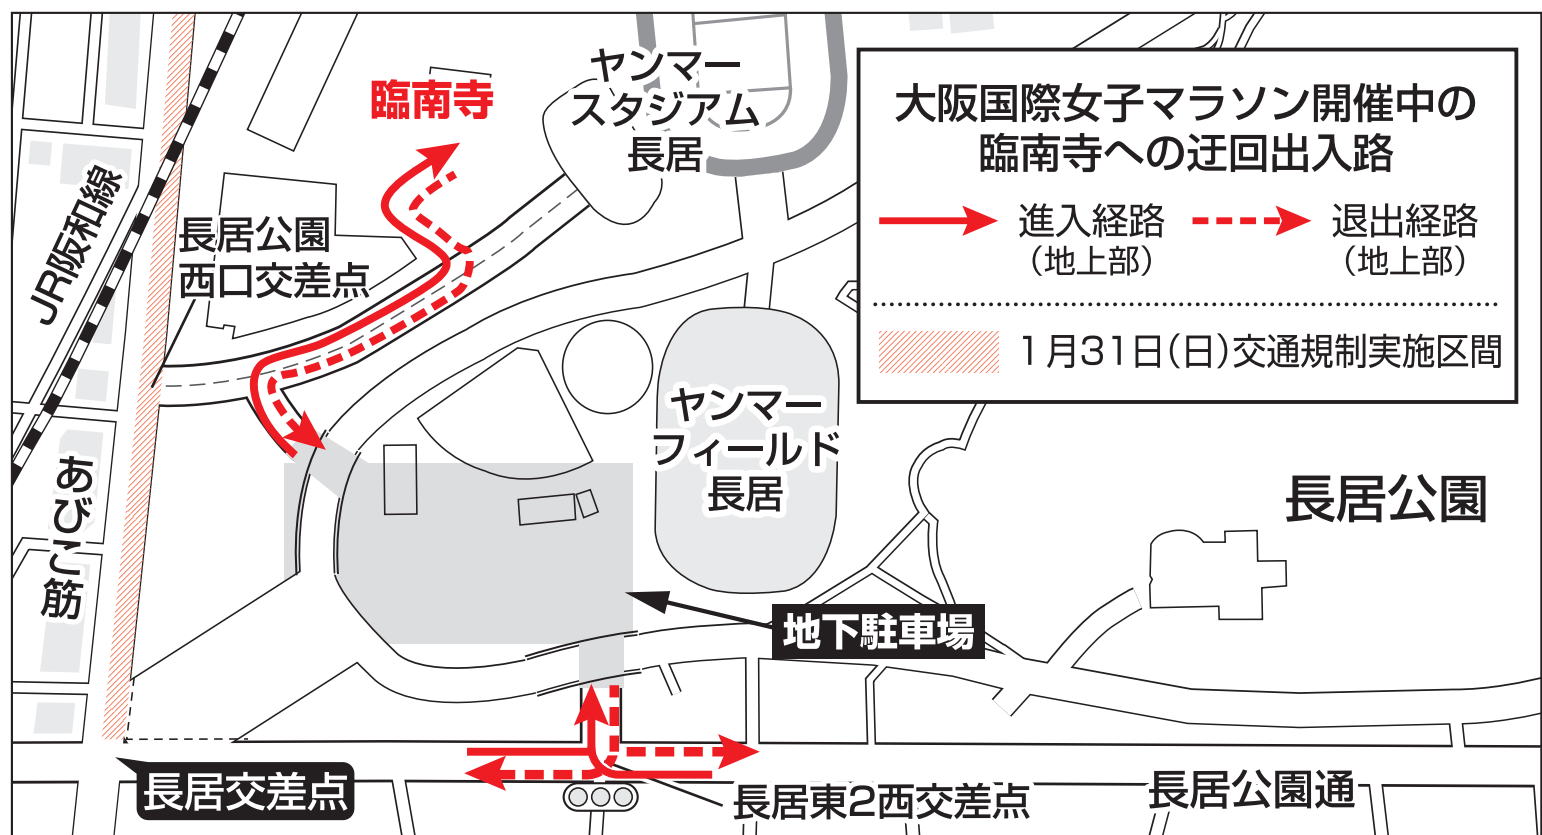 大阪国際女子マラソン開催中の
臨南寺への迂回出入路
進入経路
（地上部）
退出経路
（地上部）
1月31日(日)交通規制実施区間
ヤンマー
スタジアム
長居
臨南寺
JR阪和線
長居公園
西口交差点
ヤンマー
フィールド
長居
長居公園
あびこ筋
地下駐車場
長居交差点
長居東2西交差点
長居公園通